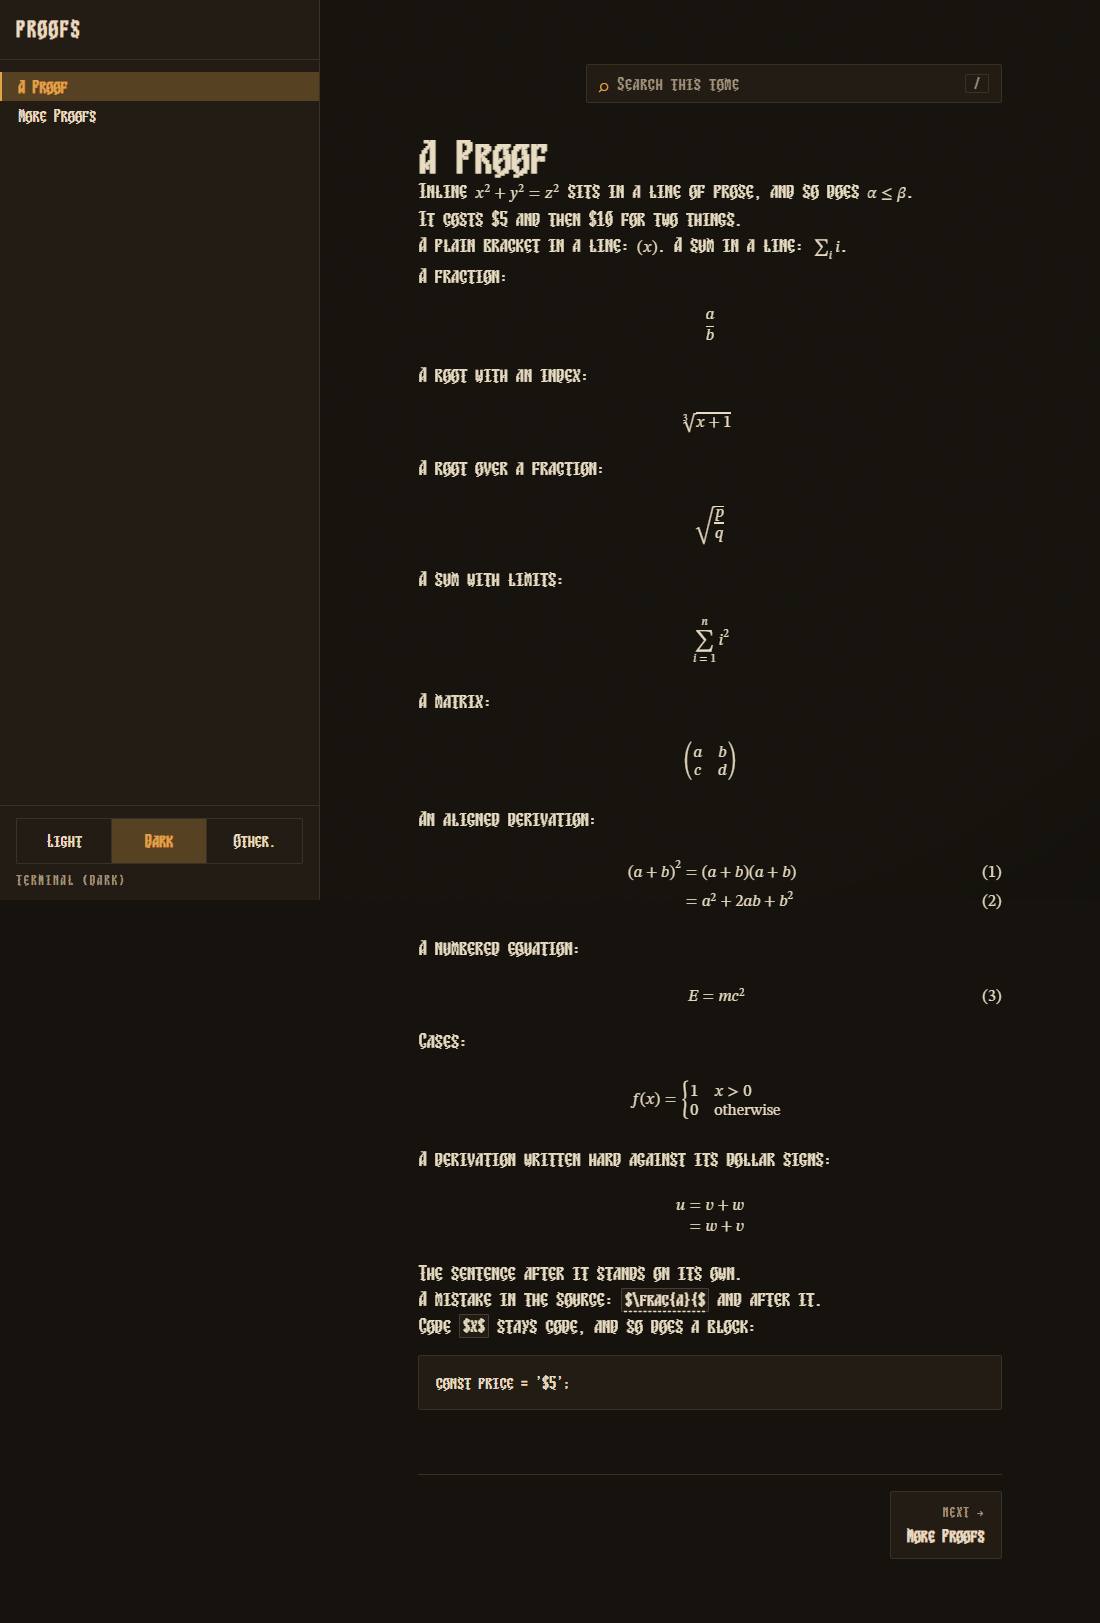 PROOFS
A Proof
More Proofs
Search this tome
/
A Proof
Inline x² + y² = z² sits in a line of prose, and so does α ≤ β.
It costs $5 and then $10 for two things.
A plain bracket in a line: (x). A sum in a line: ∑ᵢ i.
A fraction:
a
b
A root with an index:
∛x + 1
A root over a fraction:
√p
q
A sum with limits:
n
∑ i²
i = 1
A matrix:
(a b
c d)
An aligned derivation:
(a + b)² = (a + b)(a + b) (1)
= a² + 2ab + b² (2)
A numbered equation:
E = mc² (3)
Cases:
f(x) = {1 x > 0
0 otherwise
A derivation written hard against its dollar signs:
u = v + w
= w + v
The sentence after it stands on its own.
A mistake in the source: $\frac{a}{$ and after it.
Code $x$ stays code, and so does a block:
const price = '$5';
Light Dark Other.
Terminal (dark)
Next →
More Proofs